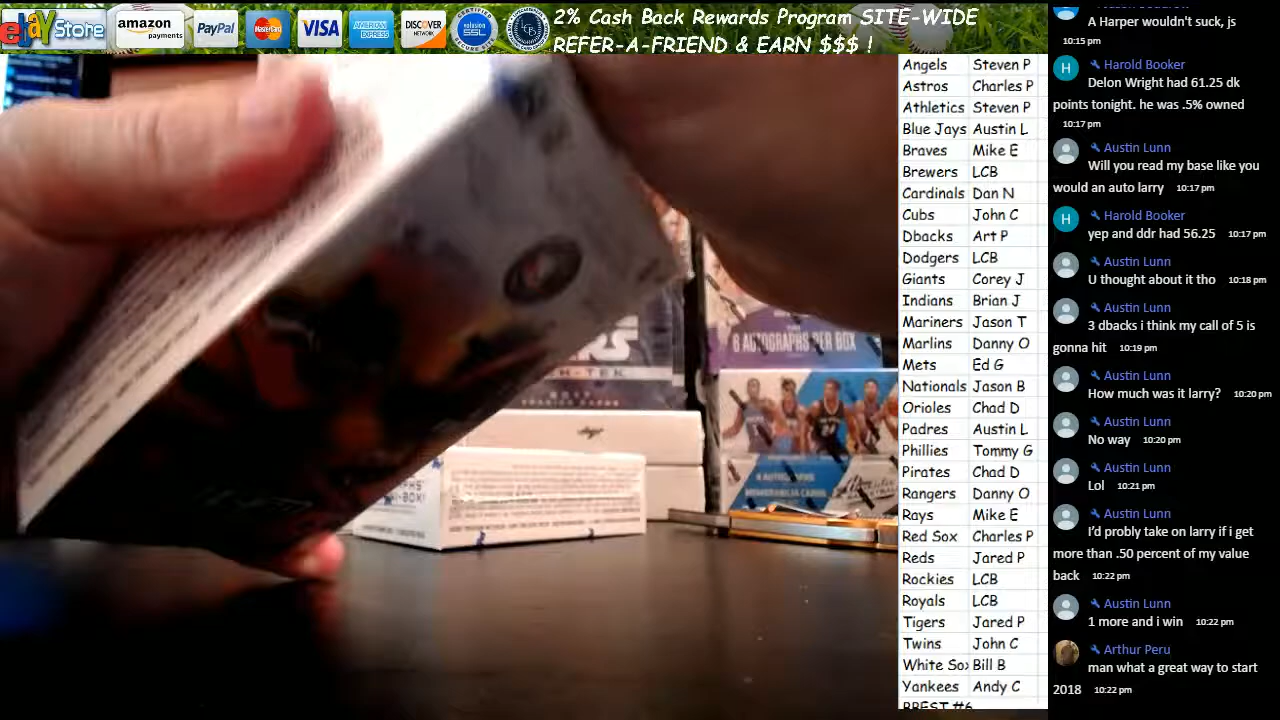 ebay Store
amazon payments
PayPal
MasterCard
VISA
AMERICAN EXPRESS
DISCOVER NETWORK
2% Cash Back Rewards Program SITE-WIDE
REFER-A-FRIEND & EARN $$$ !
6 AUTOGRAPHS PER BOX
Angels Steven P
Astros Charles P
Athletics Steven P
Blue Jays Austin L
Braves Mike E
Brewers LCB
Cardinals Dan N
Cubs John C
Dbacks Art P
Dodgers LCB
Giants Corey J
Indians Brian J
Mariners Jason T
Marlins Danny O
Mets Ed G
Nationals Jason B
Orioles Chad D
Padres Austin L
Phillies Tommy G
Pirates Chad D
Rangers Danny O
Rays Mike E
Red Sox Charles P
Reds Jared P
Rockies LCB
Royals LCB
Tigers Jared P
Twins John C
White Sox Bill B
Yankees Andy C
A Harper wouldn't suck, js
10:15 pm
H Harold Booker
Delon Wright had 61.25 dk
points tonight. he was .5% owned
10:17 pm
Austin Lunn
Will you read my base like you
would an auto larry 10:17 pm
H Harold Booker
yep and ddr had 56.25 10:17 pm
Austin Lunn
U thought about it tho 10:18 pm
Austin Lunn
3 dbacks i think my call of 5 is
gonna hit 10:19 pm
Austin Lunn
How much was it larry? 10:20 pm
Austin Lunn
No way 10:20 pm
Austin Lunn
Lol 10:21 pm
Austin Lunn
I'd probly take on larry if i get
more than .50 percent of my value
back 10:22 pm
Austin Lunn
1 more and i win 10:22 pm
Arthur Peru
man what a great way to start
2018 10:22 pm